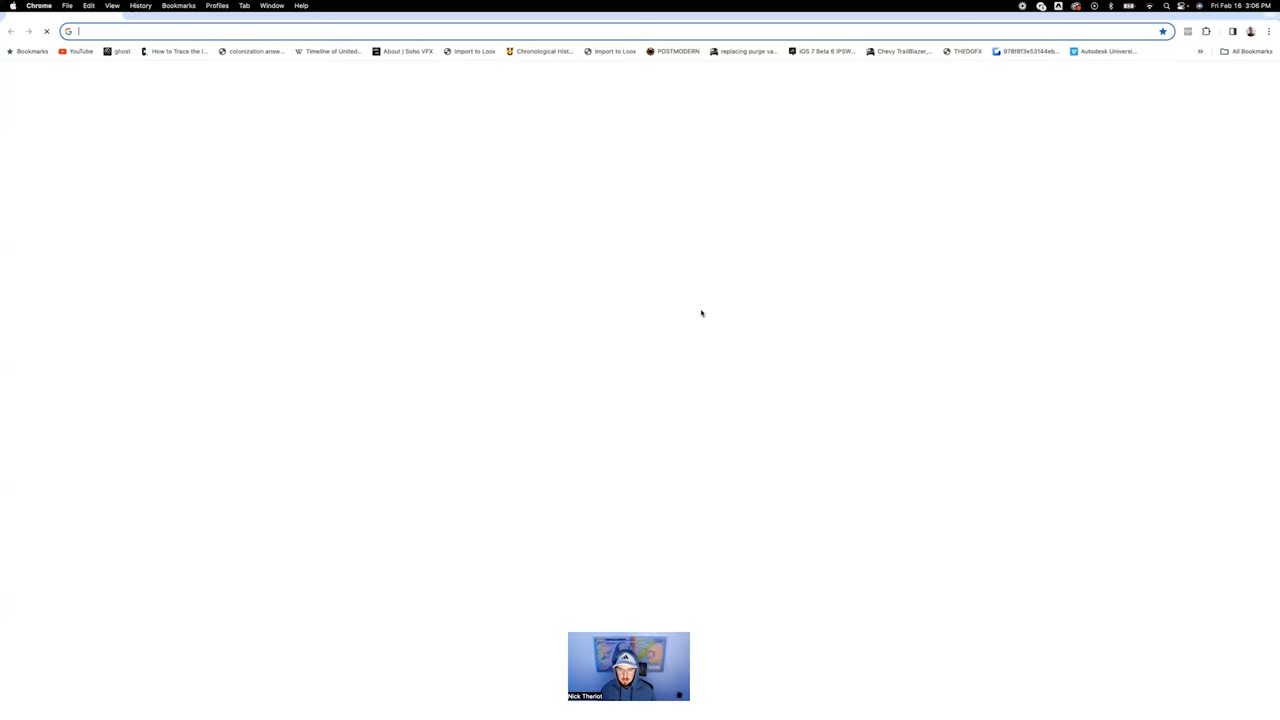 Chrome File Edit View History Bookmarks Profiles Tab Window Help Fri Feb 16 3:06 PM
Bookmarks YouTube ghost How to Trace the I... colonization answ... Timeline of United... About | Soho VFX Import to Loox Chronological Hist... Import to Loox POSTMODERN replacing purge va... iOS 7 Beta 6 IPSW... Chevy TrailBlazer,... THEDGFX 978f8f3e53144eb... Autodesk Universi... » All Bookmarks
Nick Theriot